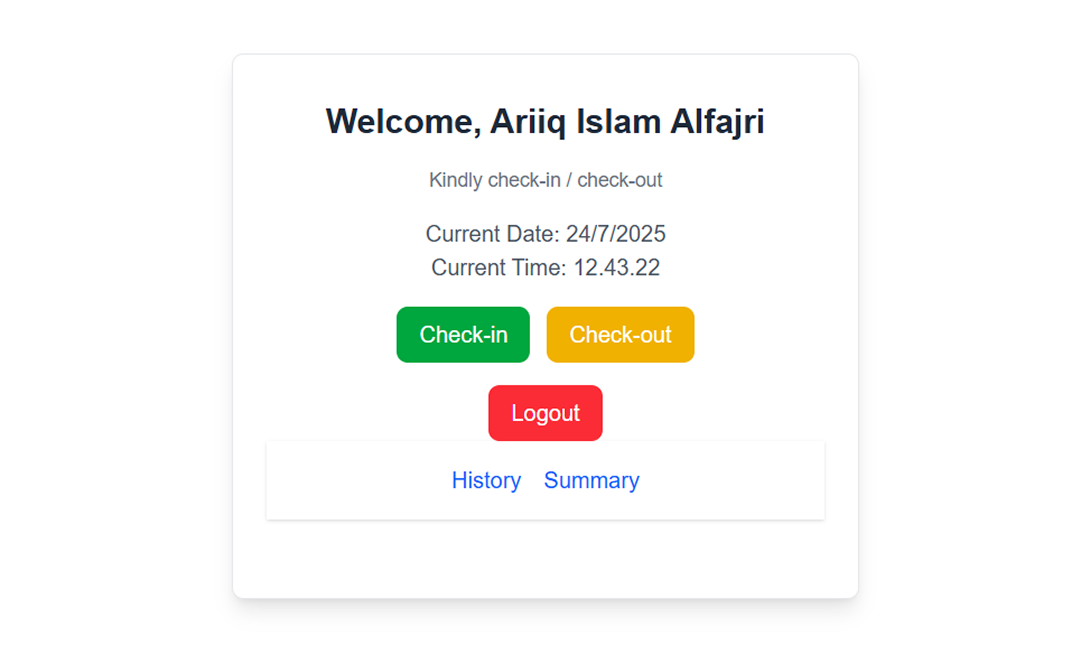 Welcome, Ariiq Islam Alfajri
Kindly check-in / check-out
Current Date: 24/7/2025
Current Time: 12.43.22
Check-in Check-out
Logout
History Summary